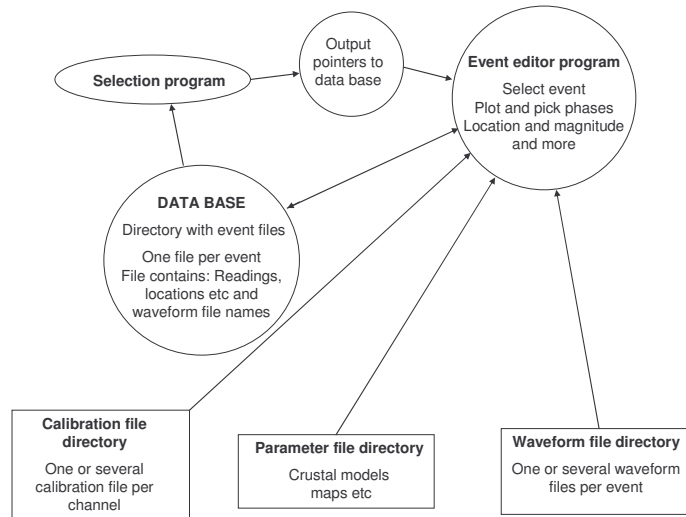 Output
pointers to
data base
Selection program
Event editor program
Select event
Plot and pick phases
Location and magnitude
and more
DATA BASE
Directory with event files
One file per event
File contains: Readings,
locations etc and
waveform file names
Calibration file
directory
One or several
calibration file per
channel
Parameter file directory
Crustal models
maps etc
Waveform file directory
One or several waveform
files per event